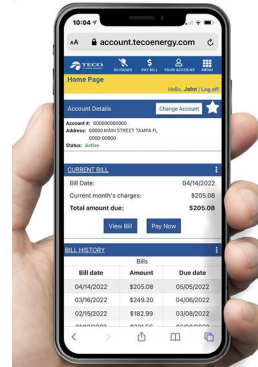 10:04
AA account.tecoenergy.com
TECO
OUTAGES PAY BILL YOUR ACCOUNT MENU
Home Page
Hello, John | Log off
Account Details Change Account
Account #: 000000000000
Address: 00000 MAIN STREET TAMPA FL
00000-0000
Status: Active
CURRENT BILL
Bill Date: 04/14/2022
Current month's charges: $205.08
Total amount due: $205.08
View Bill Pay Now
BILL HISTORY
Bills
Bill date Amount Due date
04/14/2022 $205.08 05/05/2022
03/16/2022 $249.20 04/06/2022
02/15/2022 $182.99 03/08/2022